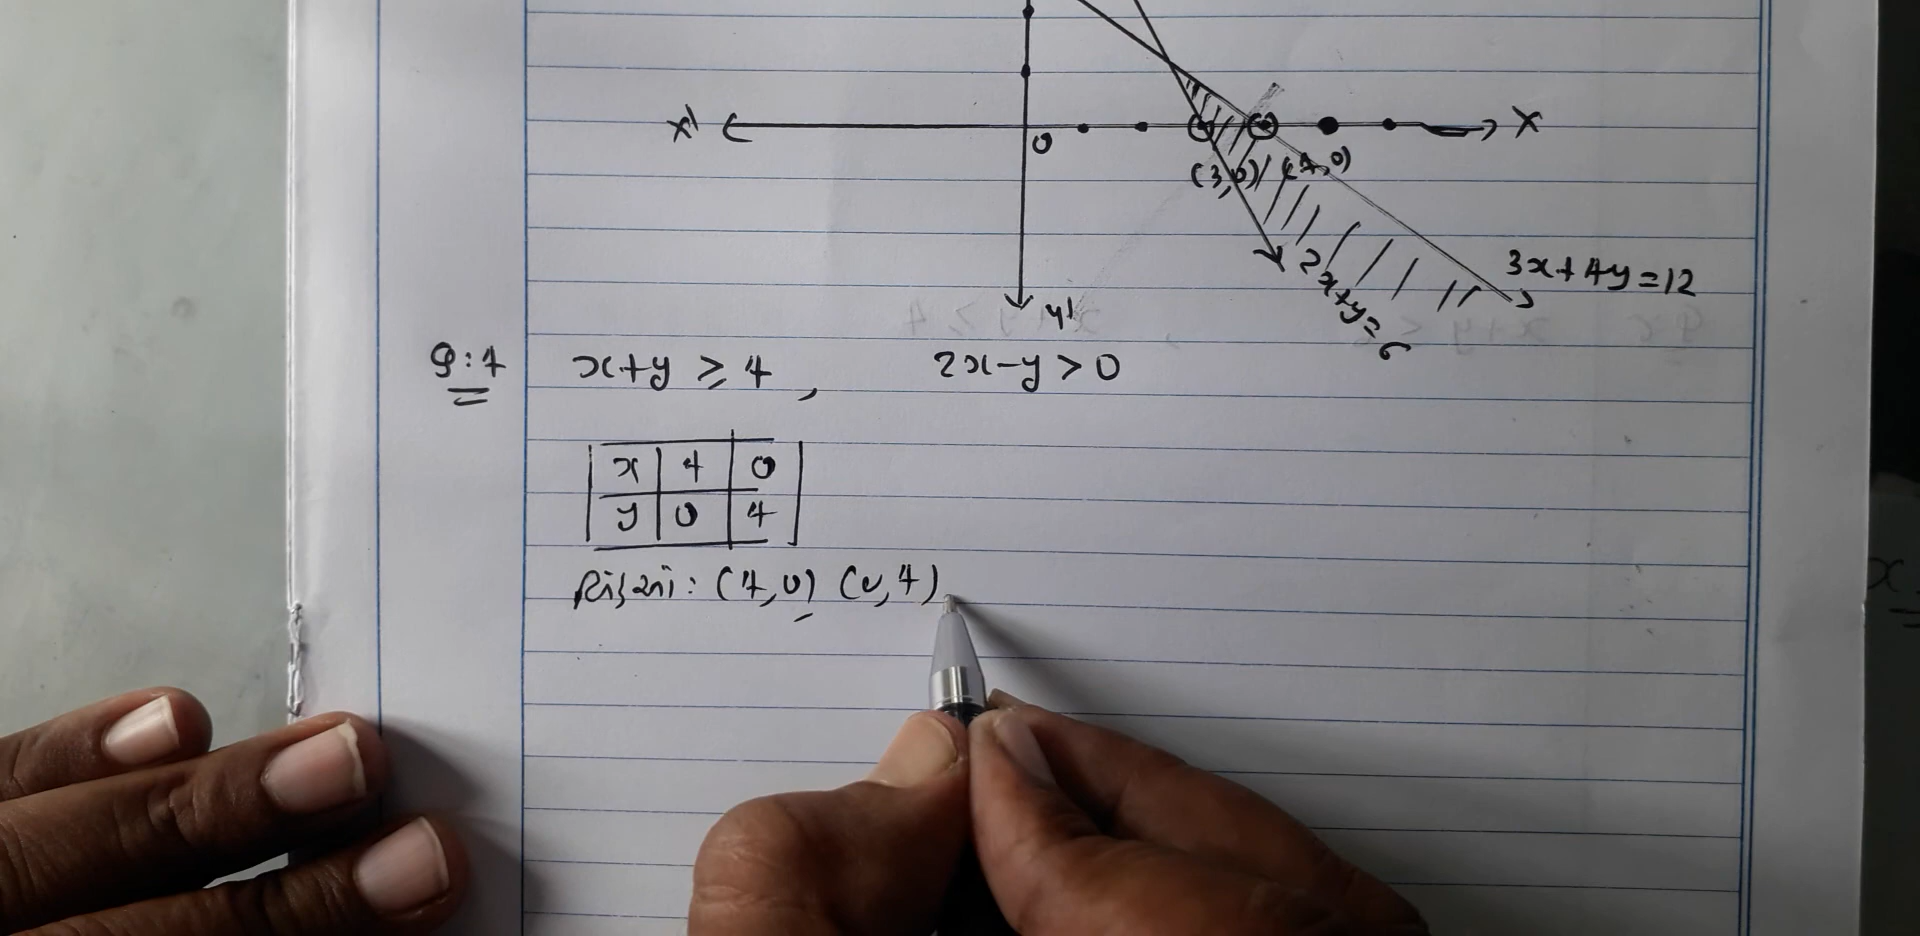 x' O X
(3,0) (4,0)
3x+4y=12
2x+y=6
y'
Q:4 x+y ≥ 4, 2x-y > 0
x 4 0
y 0 4
(4,0) (0,4)